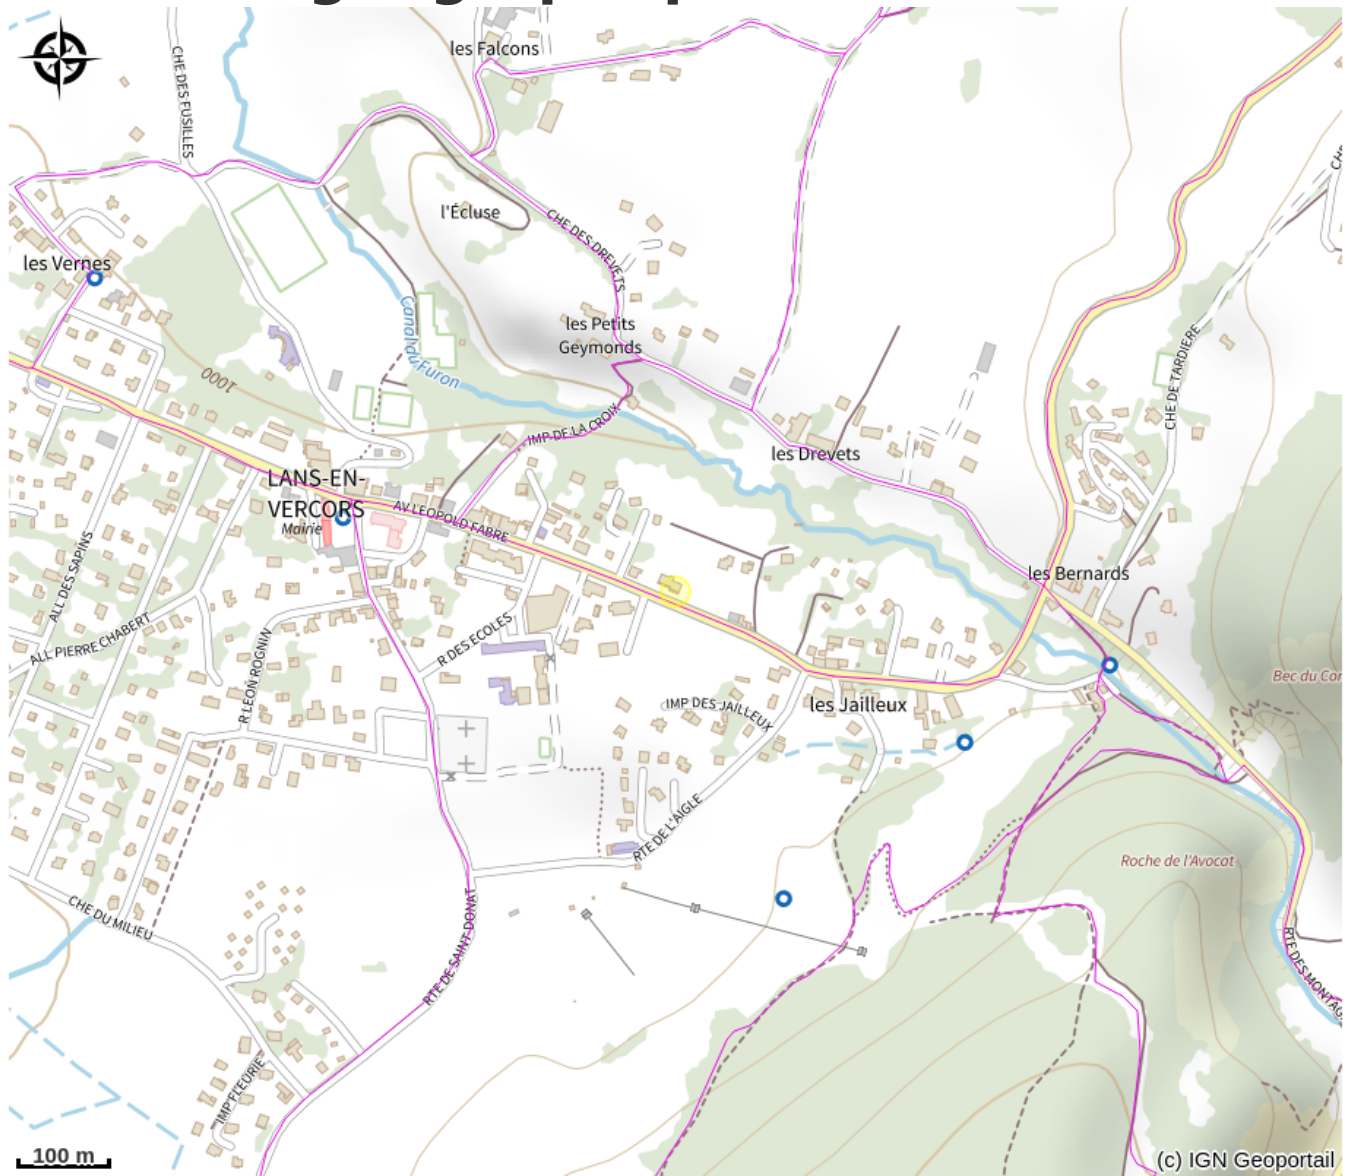 les Falcons
CHE DES FUSILLES
l'Écluse
CHE DES DREVETS
les Vernes
Canal du Furon
les Petits
Geymonds
1000
CHE DE TARDIERE
IMP DE LA CROIX
les Drevets
LANS-EN-
VERCORS
Mairie
AV LEOPOLD FABRE
les Bernards
ALL DES SAPINS
ALL PIERRE CHABERT
R LEON ROGNIN
R DES ECOLES
IMP DES JAILLEUX
les Jailleux
Bec du Cor
RTE DE L'AIGLE
Roche de l'Avocat
CHE DU MILIEU
RTE DE SAINT-DONAT
RTE DES MONTAG
IMP FLEURIE
100 m
(c) IGN Geoportail